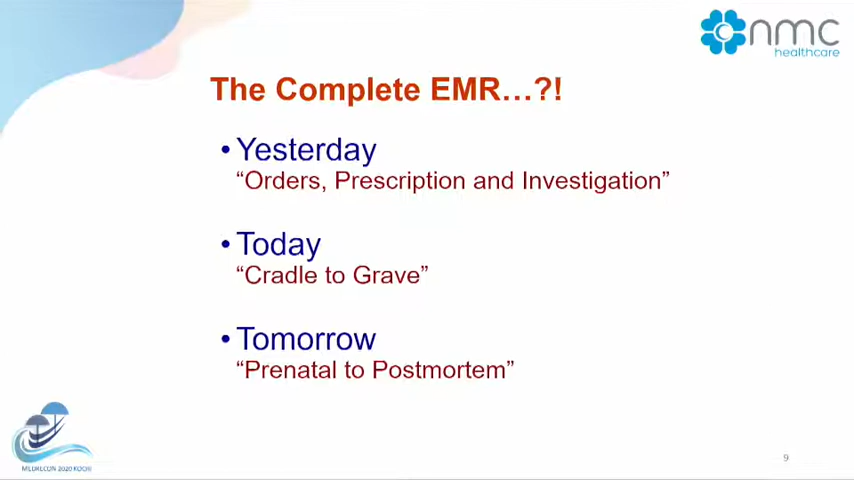 nmc
healthcare
The Complete EMR…?!
• Yesterday
“Orders, Prescription and Investigation”
• Today
“Cradle to Grave”
• Tomorrow
“Prenatal to Postmortem”
MEDRECON 2020 KOCHI
9